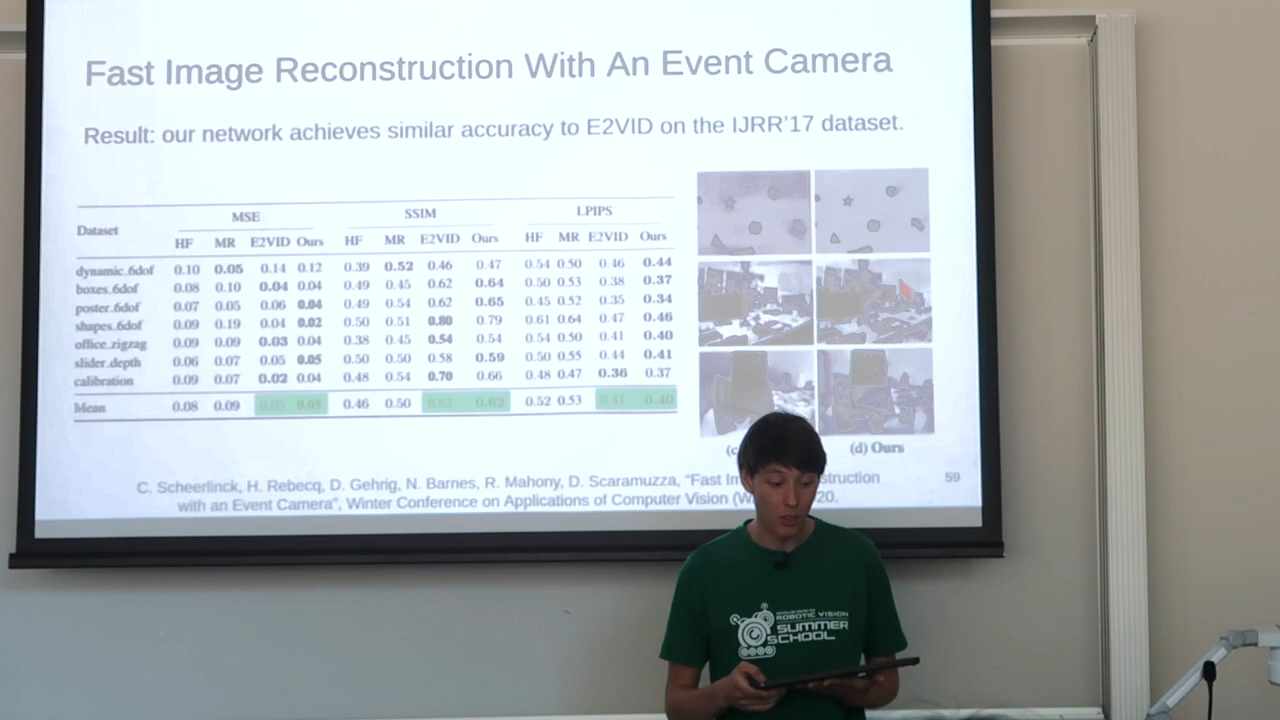 Fast Image Reconstruction With An Event Camera
Result: our network achieves similar accuracy to E2VID on the IJRR'17 dataset.
Dataset MSE SSIM LPIPS
HF MR E2VID Ours HF MR E2VID Ours HF MR E2VID Ours
dynamic_6dof 0.10 0.05 0.14 0.12 0.39 0.52 0.46 0.47 0.54 0.50 0.46 0.44
boxes_6dof 0.08 0.10 0.04 0.04 0.49 0.45 0.62 0.64 0.50 0.53 0.38 0.37
poster_6dof 0.07 0.05 0.06 0.04 0.49 0.54 0.62 0.65 0.45 0.52 0.35 0.34
shapes_6dof 0.09 0.19 0.04 0.02 0.50 0.51 0.80 0.79 0.61 0.64 0.47 0.46
office_zigzag 0.09 0.09 0.03 0.04 0.38 0.45 0.54 0.54 0.54 0.50 0.41 0.40
slider_depth 0.06 0.07 0.05 0.05 0.50 0.50 0.58 0.59 0.50 0.55 0.44 0.41
calibration 0.09 0.07 0.02 0.04 0.48 0.54 0.70 0.66 0.48 0.47 0.36 0.37
Mean 0.08 0.09 0.05 0.05 0.46 0.50 0.62 0.62 0.52 0.53 0.41 0.40
(d) Ours
C. Scheerlinck, H. Rebecq, D. Gehrig, N. Barnes, R. Mahony, D. Scaramuzza, "Fast
with an Event Camera", Winter Conference on Applications of Computer Vision
59
ROBOTIC VISION
SUMMER
SCHOOL